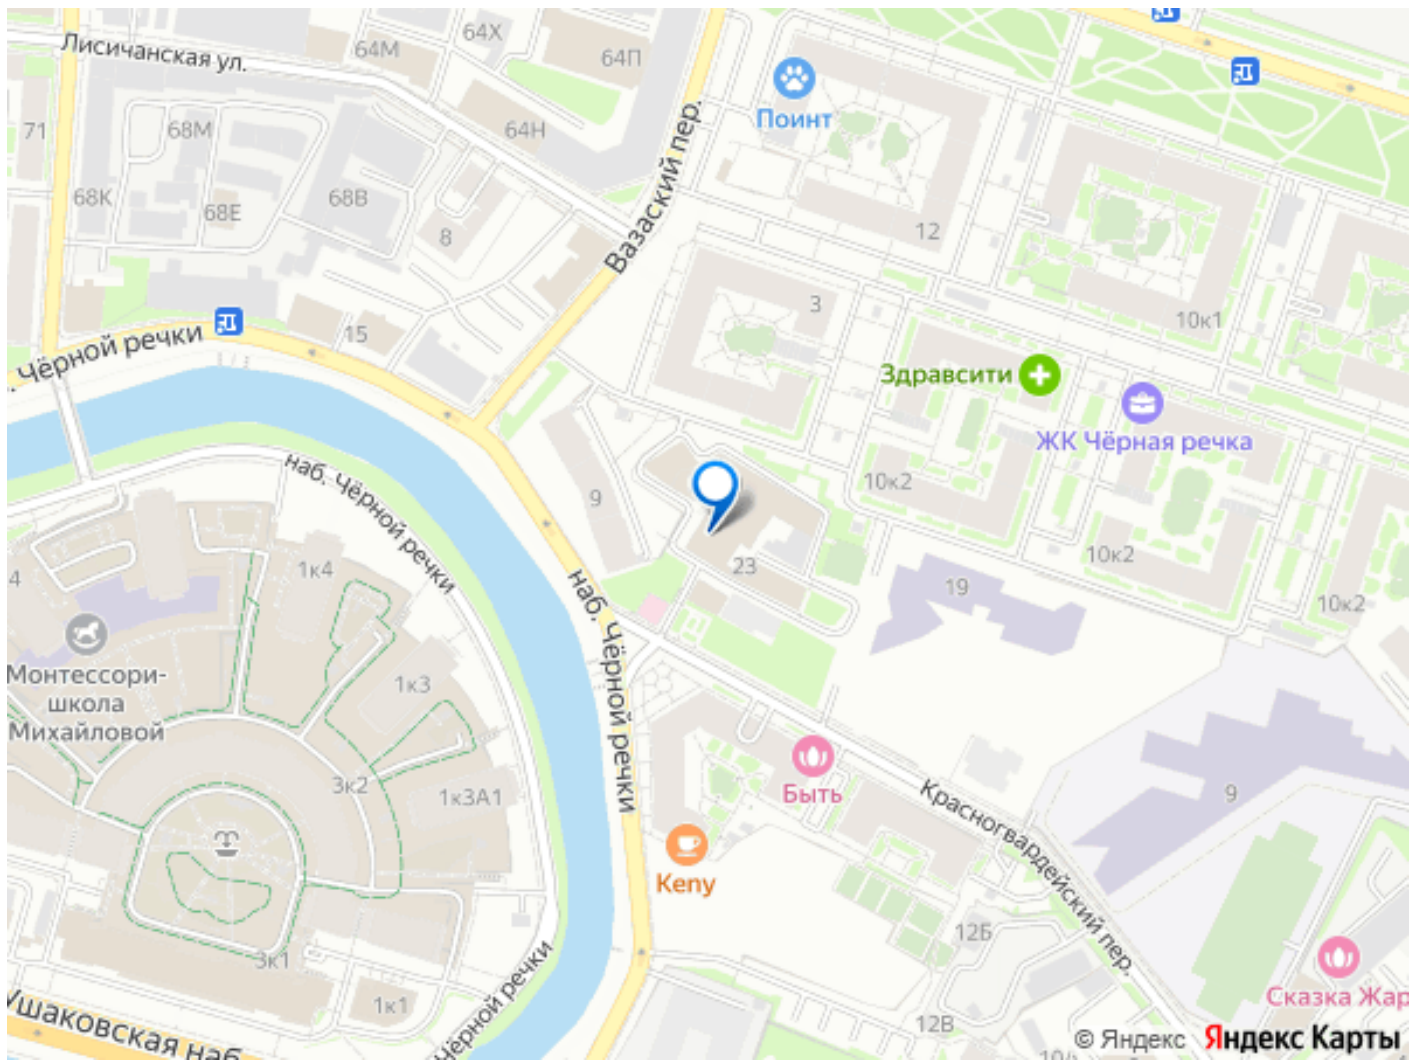 Лисичанская ул.
64М
64Х
64П
71
68М
64Н
68К
68Е
68В
8
Вазаский пер.
Поинт
12
3
10к1
15
Чёрной речки
Здравсити
ЖК Чёрная речка
10к2
9
наб. Чёрной речки
23
10к2
19
10к2
1к4
4
наб. Чёрной речки
Монтессори-
школа
Михайловой
1к3
3к2
1к3А1
Быть
Keny
Красногвардейский пер.
9
12Б
3к1
1к1
Чёрной речки
Ушаковская наб
12В
Сказка Жар
© Яндекс Яндекс Карты